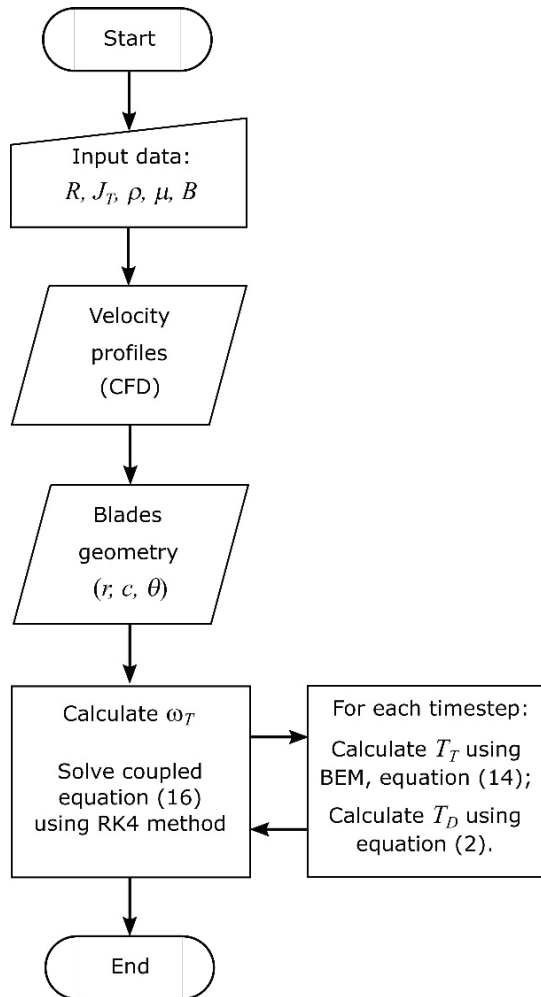 Start
Input data:
R, J_T, ρ, μ, B
Velocity
profiles
(CFD)
Blades
geometry
(r, c, θ)
Calculate ω_T
Solve coupled
equation (16)
using RK4 method
For each timestep:
Calculate T_T using
BEM, equation (14);
Calculate T_D using
equation (2).
End